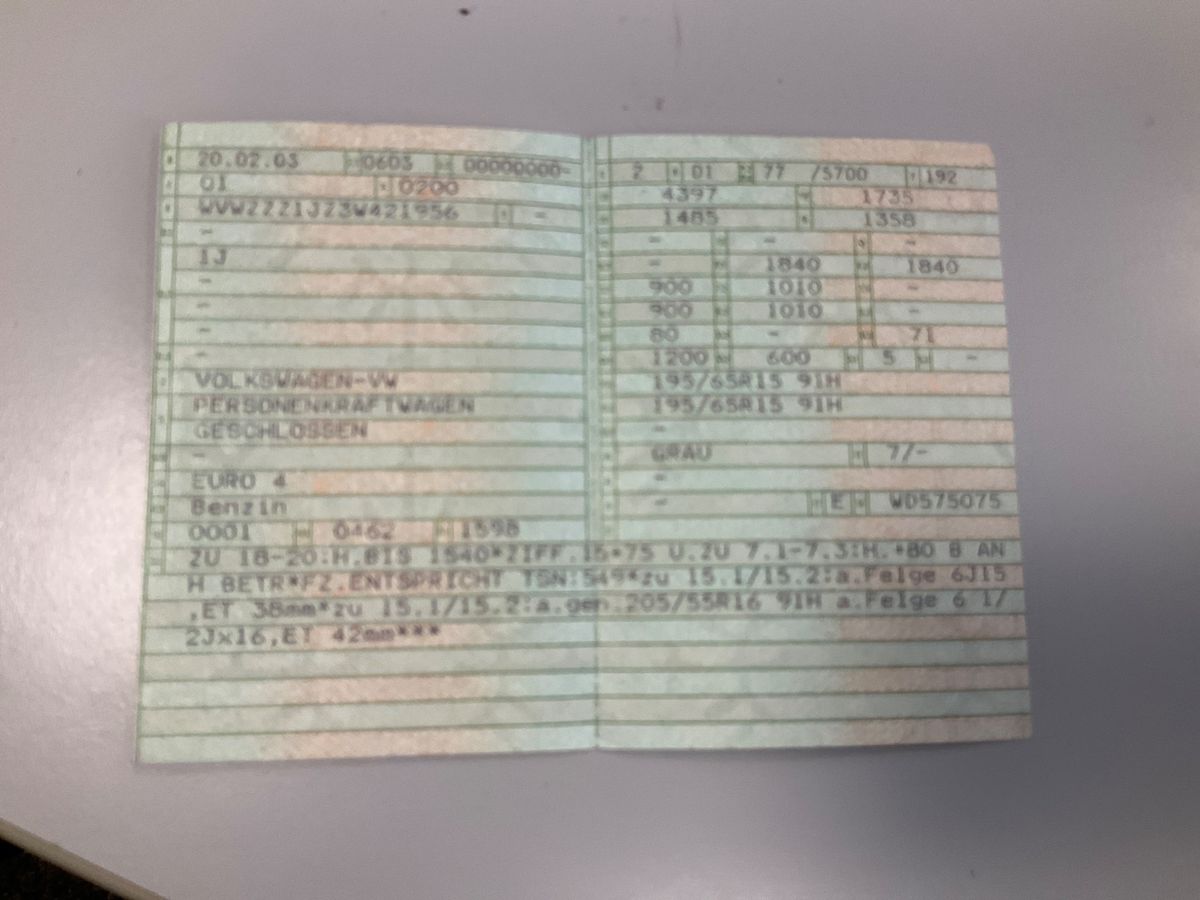 20.02.03 0603 00000000-
01 0200
WVWZZZ1JZ3W421956 -
-
1J
-
-
-
-
VOLKSWAGEN-VW
PERSONENKRAFTWAGEN
GESCHLOSSEN
-
EURO 4
Benzin
0001 0462 1598
2 01 77 /5700 192
4397 1735
1485 1358
- - -
- 1840 1840
900 1010 -
900 1010 -
80 - 71
1200 600 5 -
195/65R15 91H
195/65R15 91H
-
GRAU 7/-
-
- E WD575075
ZU 18-20:H.BIS 1540*ZIFF.15*75 U.ZU 7.1-7.3:H.+80 B AN
H BETR*FZ.ENTSPRICHT TSN:549*zu 15.1/15.2:a.Felge 6J15
,ET 38mm*zu 15.1/15.2:a.gen.205/55R16 91H a.Felge 6 1/
2Jx16,ET 42mm***